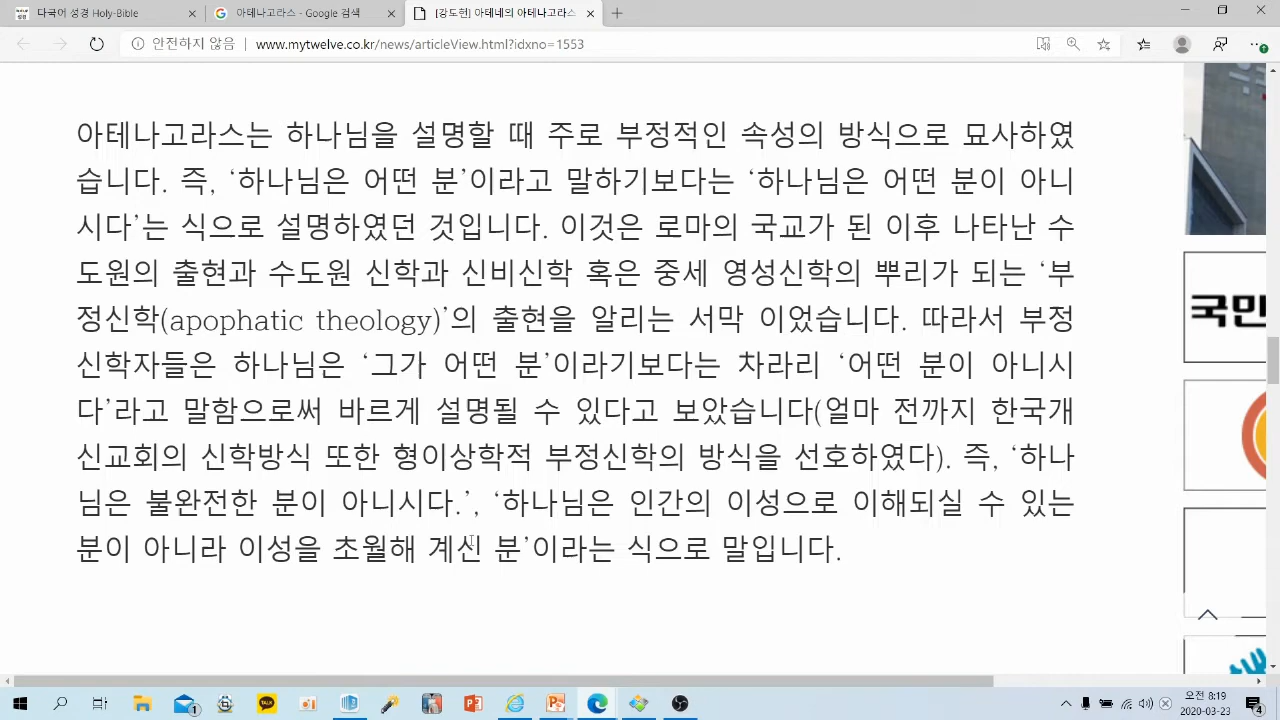 다국어 성경 Holy-Bible
아테나고라스 - Google 검색
[강도헌] 아테네의 아테나고라스
안전하지 않음
www.mytwelve.co.kr/news/articleView.html?idxno=1553
아테나고라스는 하나님을 설명할 때 주로 부정적인 속성의 방식으로 묘사하였
습니다. 즉, ‘하나님은 어떤 분’이라고 말하기보다는 ‘하나님은 어떤 분이 아니
시다’는 식으로 설명하였던 것입니다. 이것은 로마의 국교가 된 이후 나타난 수
도원의 출현과 수도원 신학과 신비신학 혹은 중세 영성신학의 뿌리가 되는 ‘부
정신학(apophatic theology)’의 출현을 알리는 서막 이었습니다. 따라서 부정
신학자들은 하나님은 ‘그가 어떤 분’이라기보다는 차라리 ‘어떤 분이 아니시
다’라고 말함으로써 바르게 설명될 수 있다고 보았습니다(얼마 전까지 한국개
신교회의 신학방식 또한 형이상학적 부정신학의 방식을 선호하였다). 즉, ‘하나
님은 불완전한 분이 아니시다.’, ‘하나님은 인간의 이성으로 이해되실 수 있는
분이 아니라 이성을 초월해 계신 분’이라는 식으로 말입니다.
국민
TALK
오전 8:19
2020-03-23